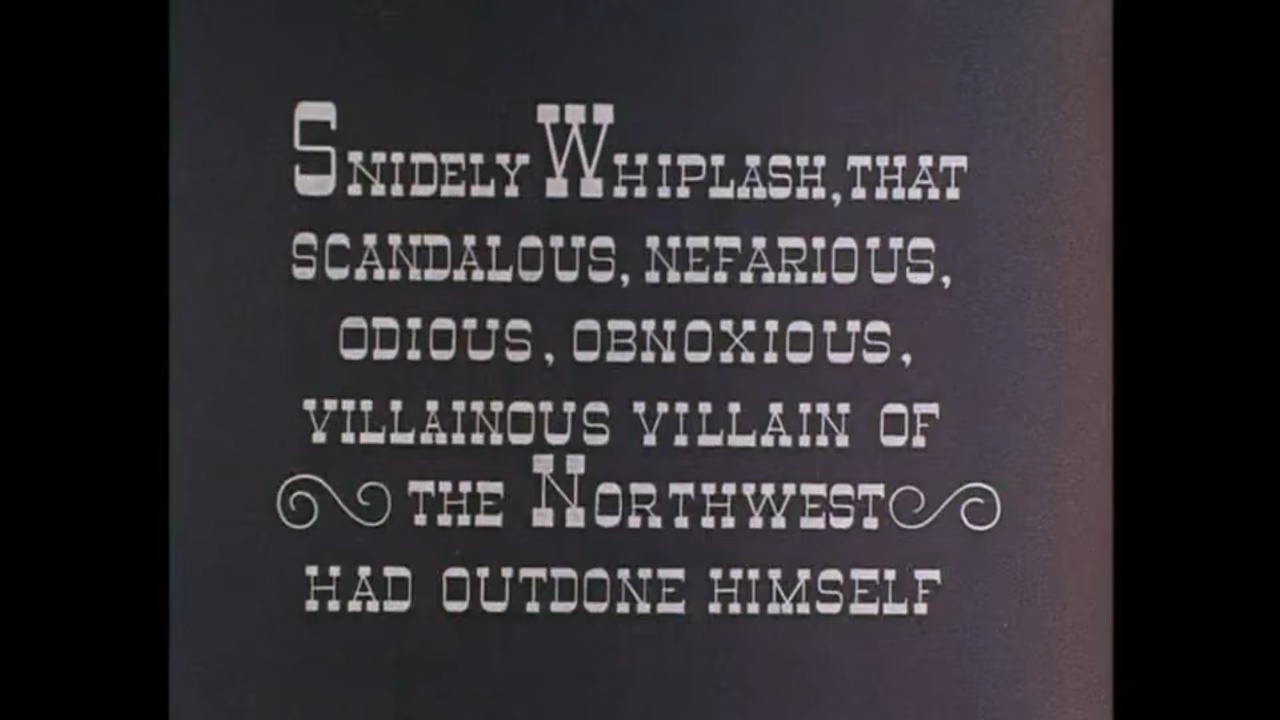 SNIDELY WHIPLASH, THAT
SCANDALOUS, NEFARIOUS,
ODIOUS, OBNOXIOUS,
VILLAINOUS VILLAIN OF
THE NORTHWEST
HAD OUTDONE HIMSELF